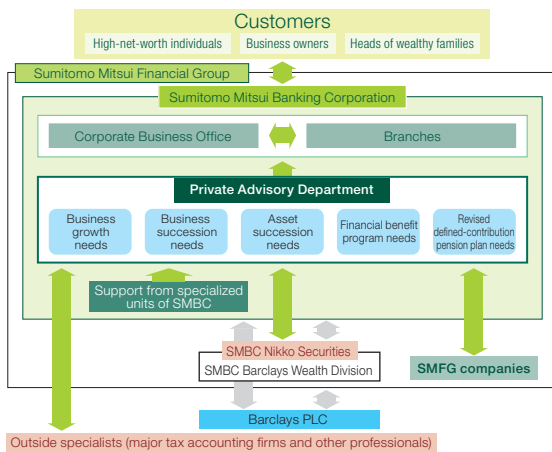 Customers
High-net-worth individuals
Business owners
Heads of wealthy families
Sumitomo Mitsui Financial Group
Sumitomo Mitsui Banking Corporation
Corporate Business Office
Branches
Private Advisory Department
Business
growth
needs
Business
succession
needs
Asset
succession
needs
Financial benefit
program needs
Revised
defined-contribution
pension plan needs
Support from specialized
units of SMBC
SMBC Nikko Securities
SMBC Barclays Wealth Division
SMFG companies
Barclays PLC
Outside specialists (major tax accounting firms and other professionals)